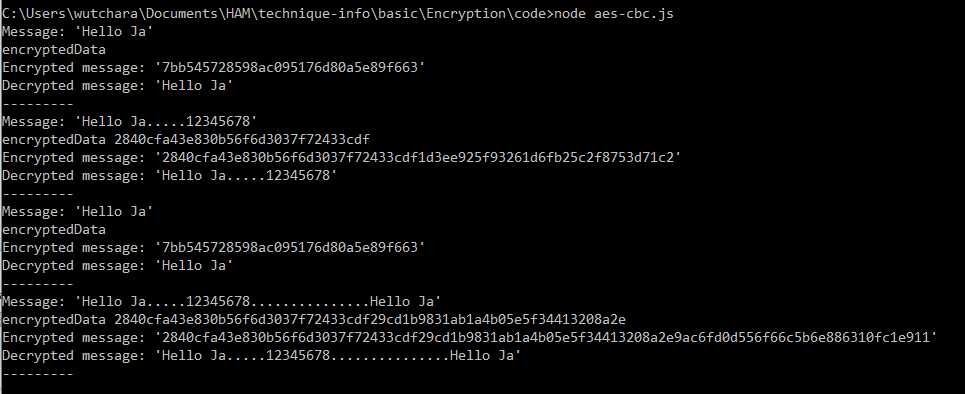 C:\Users\wutchara\Documents\HAM\technique-info\basic\Encryption\code>node aes-cbc.js
Message: 'Hello Ja'
encryptedData
Encrypted message: '7bb545728598ac095176d80a5e89f663'
Decrypted message: 'Hello Ja'
---------
Message: 'Hello Ja.....12345678'
encryptedData 2840cfa43e830b56f6d3037f72433cdf
Encrypted message: '2840cfa43e830b56f6d3037f72433cdf1d3ee925f93261d6fb25c2f8753d71c2'
Decrypted message: 'Hello Ja.....12345678'
---------
Message: 'Hello Ja'
encryptedData
Encrypted message: '7bb545728598ac095176d80a5e89f663'
Decrypted message: 'Hello Ja'
---------
Message: 'Hello Ja.....12345678...............Hello Ja'
encryptedData 2840cfa43e830b56f6d3037f72433cdf29cd1b9831ab1a4b05e5f34413208a2e
Encrypted message: '2840cfa43e830b56f6d3037f72433cdf29cd1b9831ab1a4b05e5f34413208a2e9ac6fd0d556f66c5b6e886310fc1e911'
Decrypted message: 'Hello Ja.....12345678...............Hello Ja'
---------